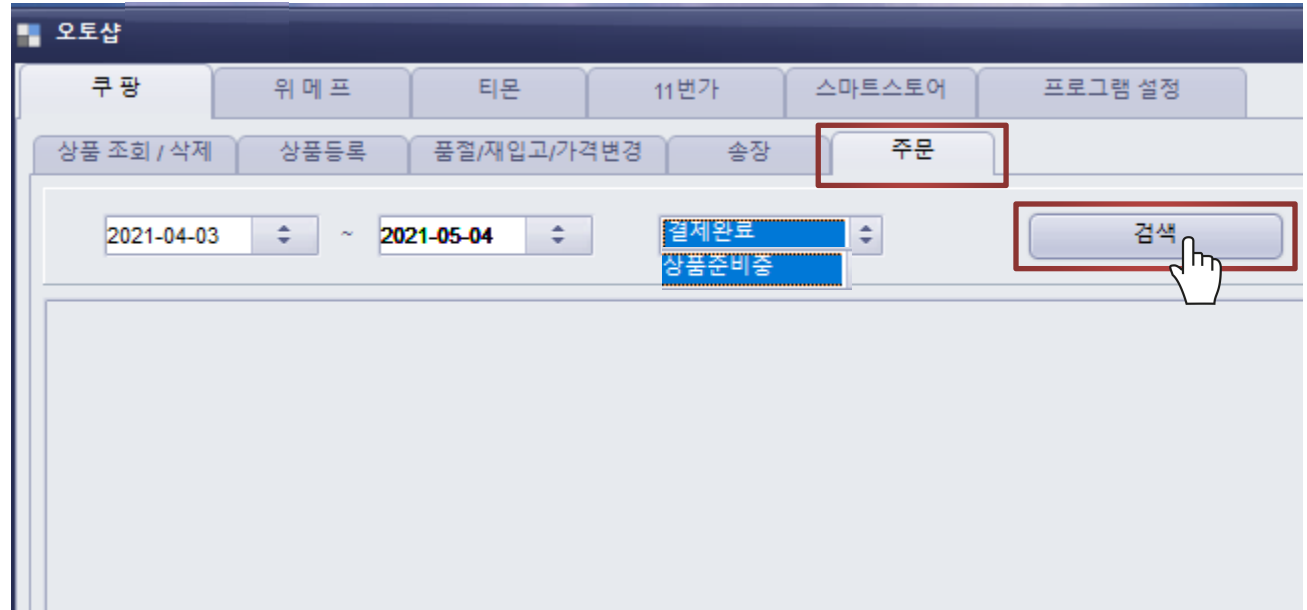 오토샵
쿠 팡 위 메 프 티몬 11번가 스마트스토어 프로그램 설정
상품 조회 / 삭제 상품등록 품절/재입고/가격변경 송장 주문
2021-04-03 ~ 2021-05-04 결제완료 검색
상품준비중